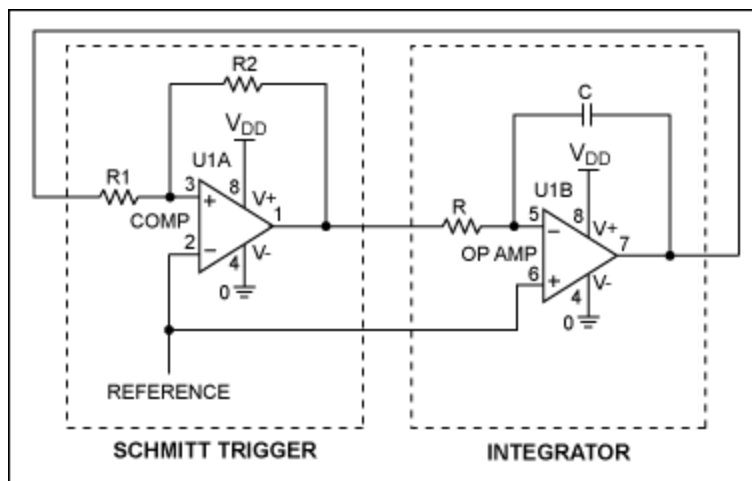 R2
C
VDD
VDD
U1A
U1B
R1
3
+
8
V+
1
COMP
2
−
4
V-
0
R
5
−
8
V+
7
OP AMP
6
+
4
V-
0
REFERENCE
SCHMITT TRIGGER
INTEGRATOR